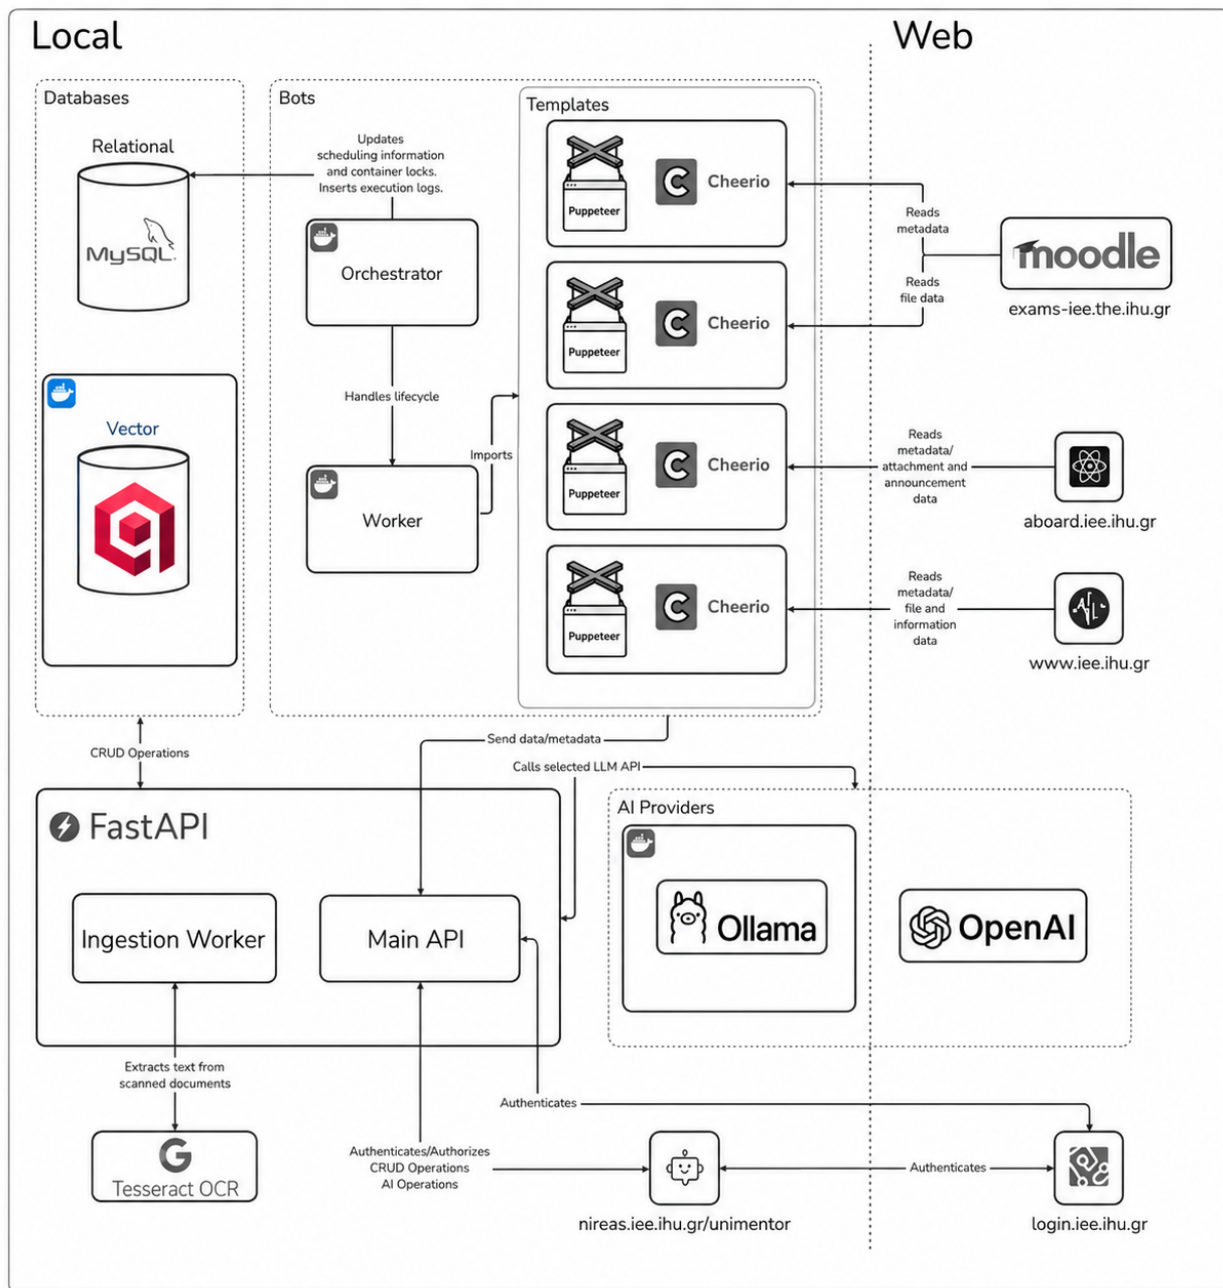 Local
Web
Databases
Bots
Templates
Relational
MySQL
Updates
scheduling information
and container locks.
Inserts execution logs.
Orchestrator
Handles lifecycle
Worker
Imports
Vector
Puppeteer
Cheerio
Puppeteer
Cheerio
Puppeteer
Cheerio
Puppeteer
Cheerio
Reads
metadata
Reads
file data
moodle
exams-iee.the.ihu.gr
Reads
metadata/
attachment and
announcement
data
aboard.iee.ihu.gr
Reads
metadata/
file and
information
data
www.iee.ihu.gr
CRUD Operations
Send data/metadata
Calls selected LLM API
FastAPI
Ingestion Worker
Main API
AI Providers
Ollama
OpenAI
Extracts text from
scanned documents
Tesseract OCR
Authenticates
Authenticates/Authorizes
CRUD Operations
AI Operations
Authenticates
nireas.iee.ihu.gr/unimentor
login.iee.ihu.gr